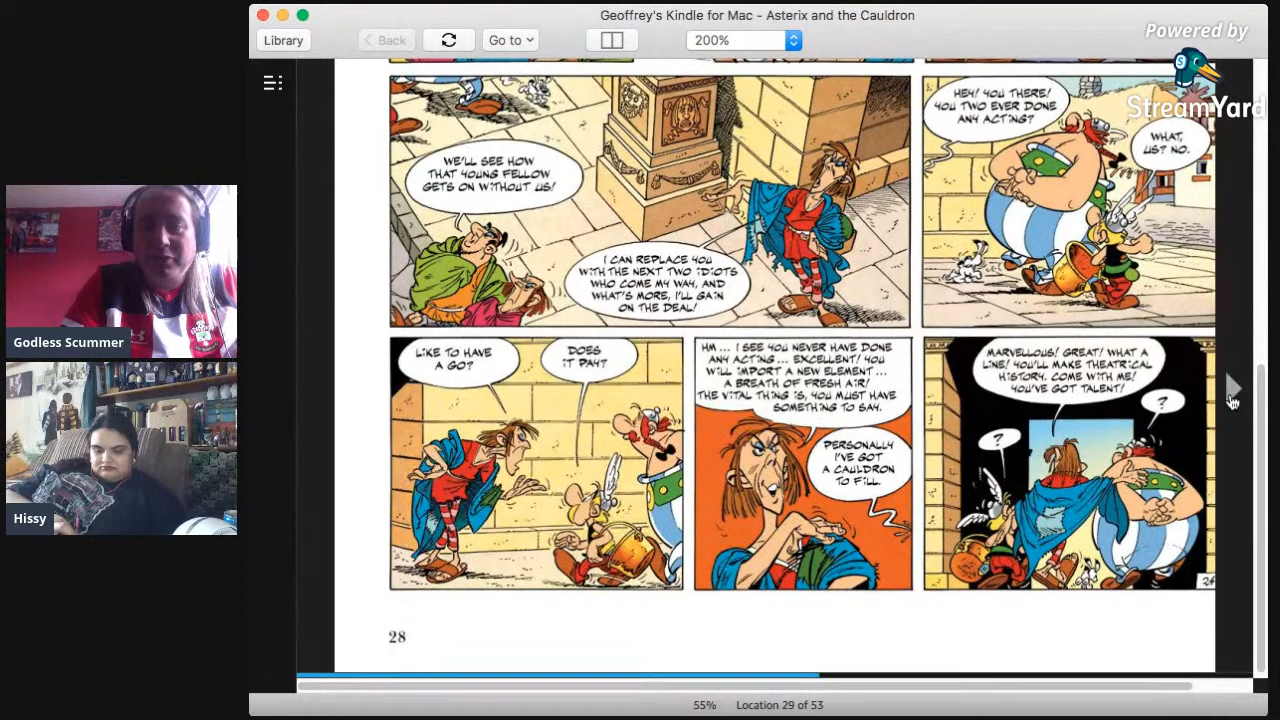 Geoffrey's Kindle for Mac - Asterix and the Cauldron
Powered by
StreamYard
Library
Back
Go to
200%
WE'LL SEE HOW
THAT YOUNG FELLOW
GETS ON WITHOUT US!
I CAN REPLACE YOU
WITH THE NEXT TWO IDIOTS
WHO COME MY WAY, AND
WHAT'S MORE, I'LL GAIN
ON THE DEAL!
HEY! YOU THERE!
YOU TWO EVER DONE
ANY ACTING?
WHAT,
US? NO.
LIKE TO HAVE
A GO?
DOES
IT PAY?
HM... I SEE YOU NEVER HAVE DONE
ANY ACTING... EXCELLENT! YOU
WILL IMPORT A NEW ELEMENT...
A BREATH OF FRESH AIR!
THE VITAL THING IS, YOU MUST HAVE
SOMETHING TO SAY.
PERSONALLY
I'VE GOT
A CAULDRON
TO FILL.
MARVELLOUS! GREAT! WHAT A
LINE! YOU'LL MAKE THEATRICAL
HISTORY. COME WITH ME!
YOU'VE GOT TALENT!
?
?
28
55% Location 29 of 53
Godless Scummer
Hissy